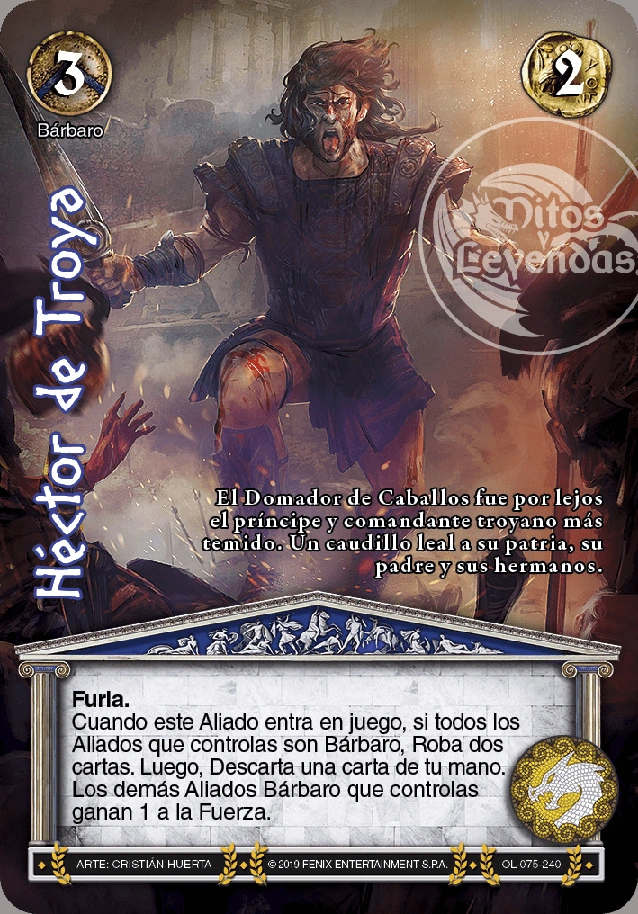 3
2
Bárbaro
Mitos
y
Leyendas
Héctor de Troya
El Domador de Caballos fue por lejos
el príncipe y comandante troyano más
temido. Un caudillo leal a su patria, su
padre y sus hermanos.
Furia.
Cuando este Aliado entra en juego, si todos los
Aliados que controlas son Bárbaro, Roba dos
cartas. Luego, Descarta una carta de tu mano.
Los demás Aliados Bárbaro que controlas
ganan 1 a la Fuerza.
ARTE: CRISTIÁN HUERTA
©2019 FENIX ENTERTAINMENT S.P.A.
OL 075-240